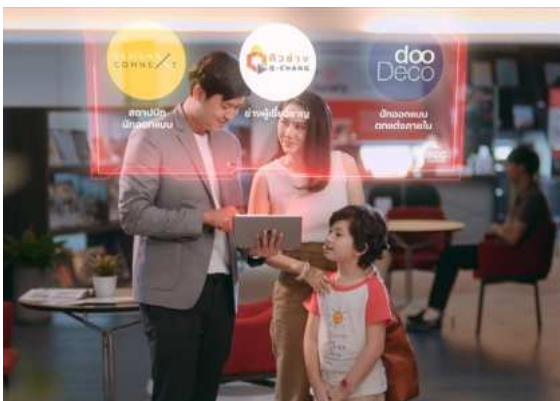 CONNEXT
สถาปนิก
นักออกแบบ
คิวช่าง
Q-CHANG
ช่างผู้เชี่ยวชาญ
doo
Deco
นักออกแบบ
ตกแต่งภายใน